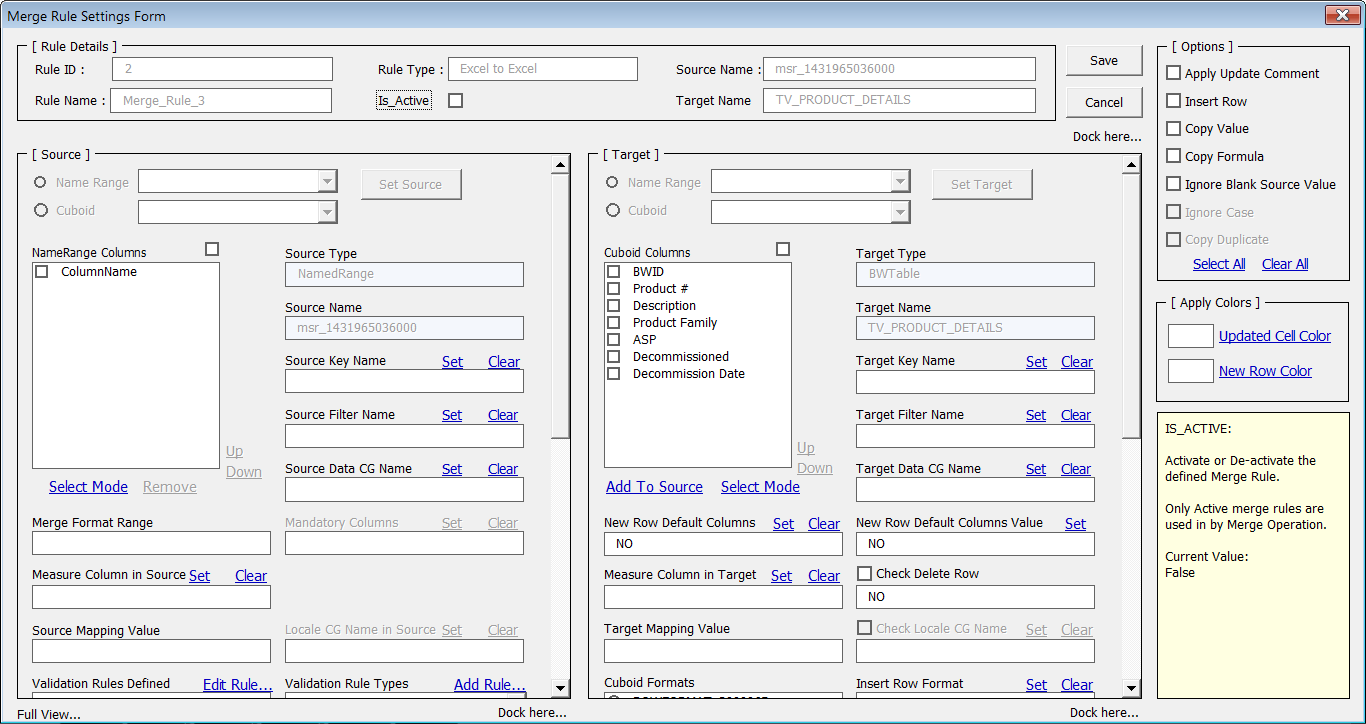 Merge Rule Settings Form
[ Rule Details ]
Rule ID : 2
Rule Type : Excel to Excel
Source Name : msr_1431965036000
Rule Name : Merge_Rule_3
Is_Active
Target Name TV_PRODUCT_DETAILS
Save
Cancel
Dock here...
[ Source ]
Name Range
Set Source
Cuboid
NameRange Columns
ColumnName
Up
Down
Select Mode Remove
Source Type
NamedRange
Source Name
msr_1431965036000
Source Key Name Set Clear
Source Filter Name Set Clear
Source Data CG Name Set Clear
Merge Format Range
Mandatory Columns Set Clear
Measure Column in Source Set Clear
Source Mapping Value
Locale CG Name in Source Set Clear
Validation Rules Defined Edit Rule...
Validation Rule Types Add Rule...
[ Target ]
Name Range
Set Target
Cuboid
Cuboid Columns
BWID
Product #
Description
Product Family
ASP
Decommissioned
Decommission Date
Up
Down
Add To Source Select Mode
Target Type
BWTable
Target Name
TV_PRODUCT_DETAILS
Target Key Name Set Clear
Target Filter Name Set Clear
Target Data CG Name Set Clear
New Row Default Columns Set Clear
NO
New Row Default Columns Value Set
NO
Measure Column in Target Set Clear
Check Delete Row
NO
Target Mapping Value
Check Locale CG Name Set Clear
Cuboid Formats
Insert Row Format Set Clear
[ Options ]
Apply Update Comment
Insert Row
Copy Value
Copy Formula
Ignore Blank Source Value
Ignore Case
Copy Duplicate
Select All Clear All
[ Apply Colors ]
Updated Cell Color
New Row Color
IS_ACTIVE:
Activate or De-activate the
defined Merge Rule.
Only Active merge rules are
used in by Merge Operation.
Current Value:
False
Full View...
Dock here...
Dock here...